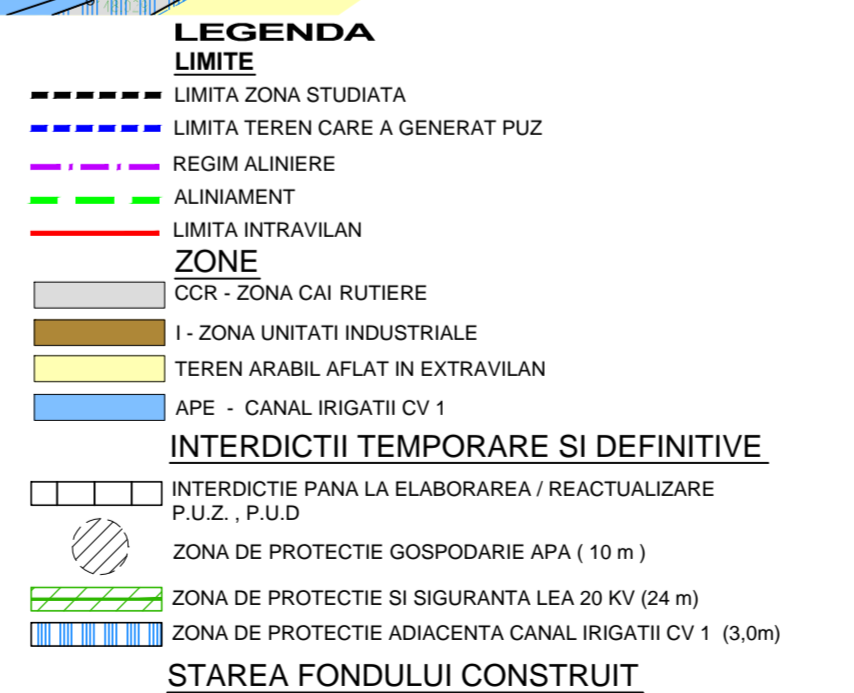 LEGENDA
LIMITE
LIMITA ZONA STUDIATA
LIMITA TEREN CARE A GENERAT PUZ
REGIM ALINIERE
ALINIAMENT
LIMITA INTRAVILAN
ZONE
CCR - ZONA CAI RUTIERE
I - ZONA UNITATI INDUSTRIALE
TEREN ARABIL AFLAT IN EXTRAVILAN
APE - CANAL IRIGATII CV 1
INTERDICTII TEMPORARE SI DEFINITIVE
INTERDICTIE PANA LA ELABORAREA / REACTUALIZARE
P.U.Z. , P.U.D
ZONA DE PROTECTIE GOSPODARIE APA ( 10 m )
ZONA DE PROTECTIE SI SIGURANTA LEA 20 KV (24 m)
ZONA DE PROTECTIE ADIACENTA CANAL IRIGATII CV 1 (3,0m)
STAREA FONDULUI CONSTRUIT